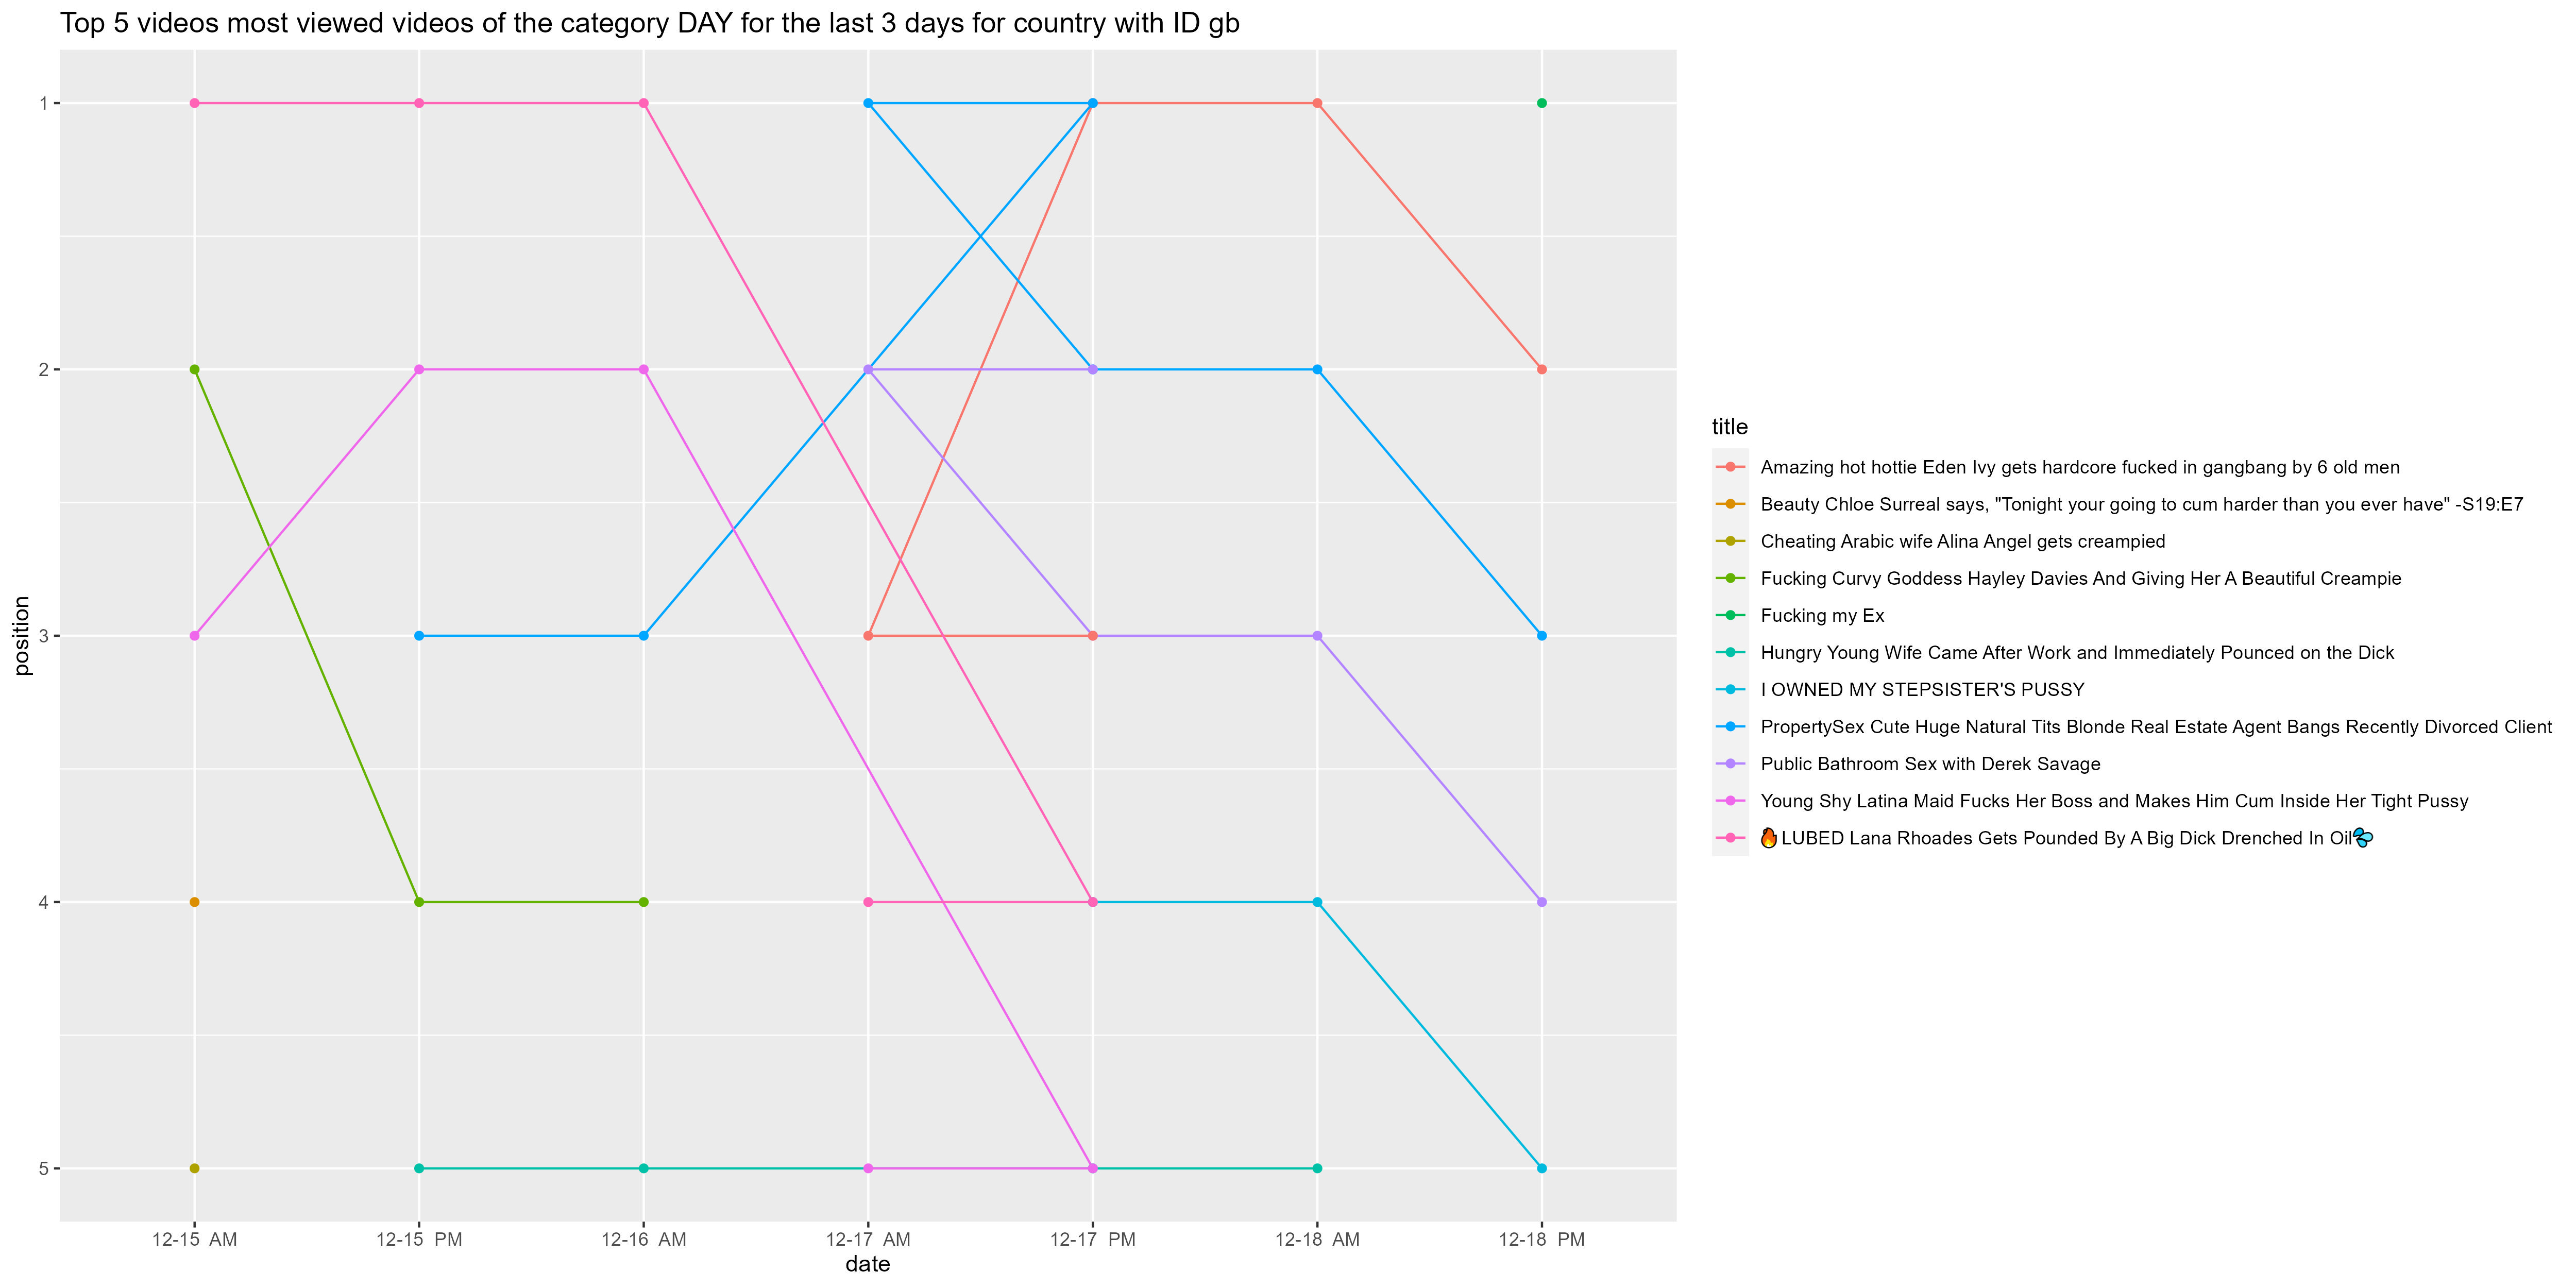 Top 5 videos most viewed videos of the category DAY for the last 3 days for country with ID gb
position
1
2
3
4
5
12-15 AM
12-15 PM
12-16 AM
12-17 AM
12-17 PM
12-18 AM
12-18 PM
date
title
Amazing hot hottie Eden Ivy gets hardcore fucked in gangbang by 6 old men
Beauty Chloe Surreal says, "Tonight your going to cum harder than you ever have" -S19:E7
Cheating Arabic wife Alina Angel gets creampied
Fucking Curvy Goddess Hayley Davies And Giving Her A Beautiful Creampie
Fucking my Ex
Hungry Young Wife Came After Work and Immediately Pounced on the Dick
I OWNED MY STEPSISTER'S PUSSY
PropertySex Cute Huge Natural Tits Blonde Real Estate Agent Bangs Recently Divorced Client
Public Bathroom Sex with Derek Savage
Young Shy Latina Maid Fucks Her Boss and Makes Him Cum Inside Her Tight Pussy
🔥LUBED Lana Rhoades Gets Pounded By A Big Dick Drenched In Oil💦